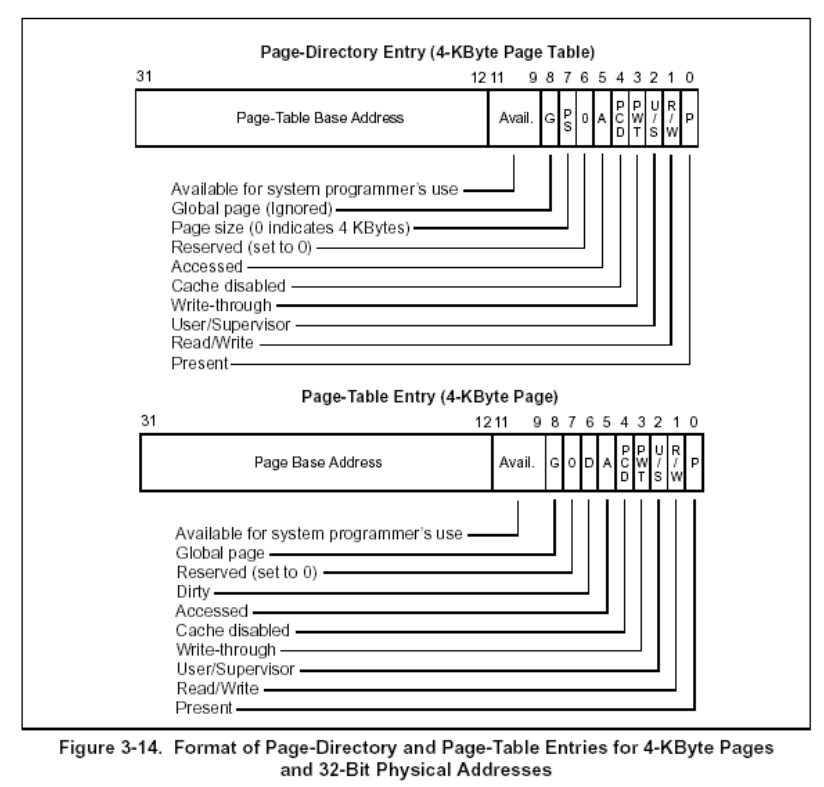 Page-Directory Entry (4-KByte Page Table)
31 12 11 9 8 7 6 5 4 3 2 1 0
Page-Table Base Address Avail. G PS 0 A PCD PWT U/S R/W P
Available for system programmer's use
Global page (Ignored)
Page size (0 indicates 4 KBytes)
Reserved (set to 0)
Accessed
Cache disabled
Write-through
User/Supervisor
Read/Write
Present
Page-Table Entry (4-KByte Page)
31 12 11 9 8 7 6 5 4 3 2 1 0
Page Base Address Avail. G 0 D A PCD PWT U/S R/W P
Available for system programmer's use
Global page
Reserved (set to 0)
Dirty
Accessed
Cache disabled
Write-through
User/Supervisor
Read/Write
Present
Figure 3-14. Format of Page-Directory and Page-Table Entries for 4-KByte Pages
and 32-Bit Physical Addresses